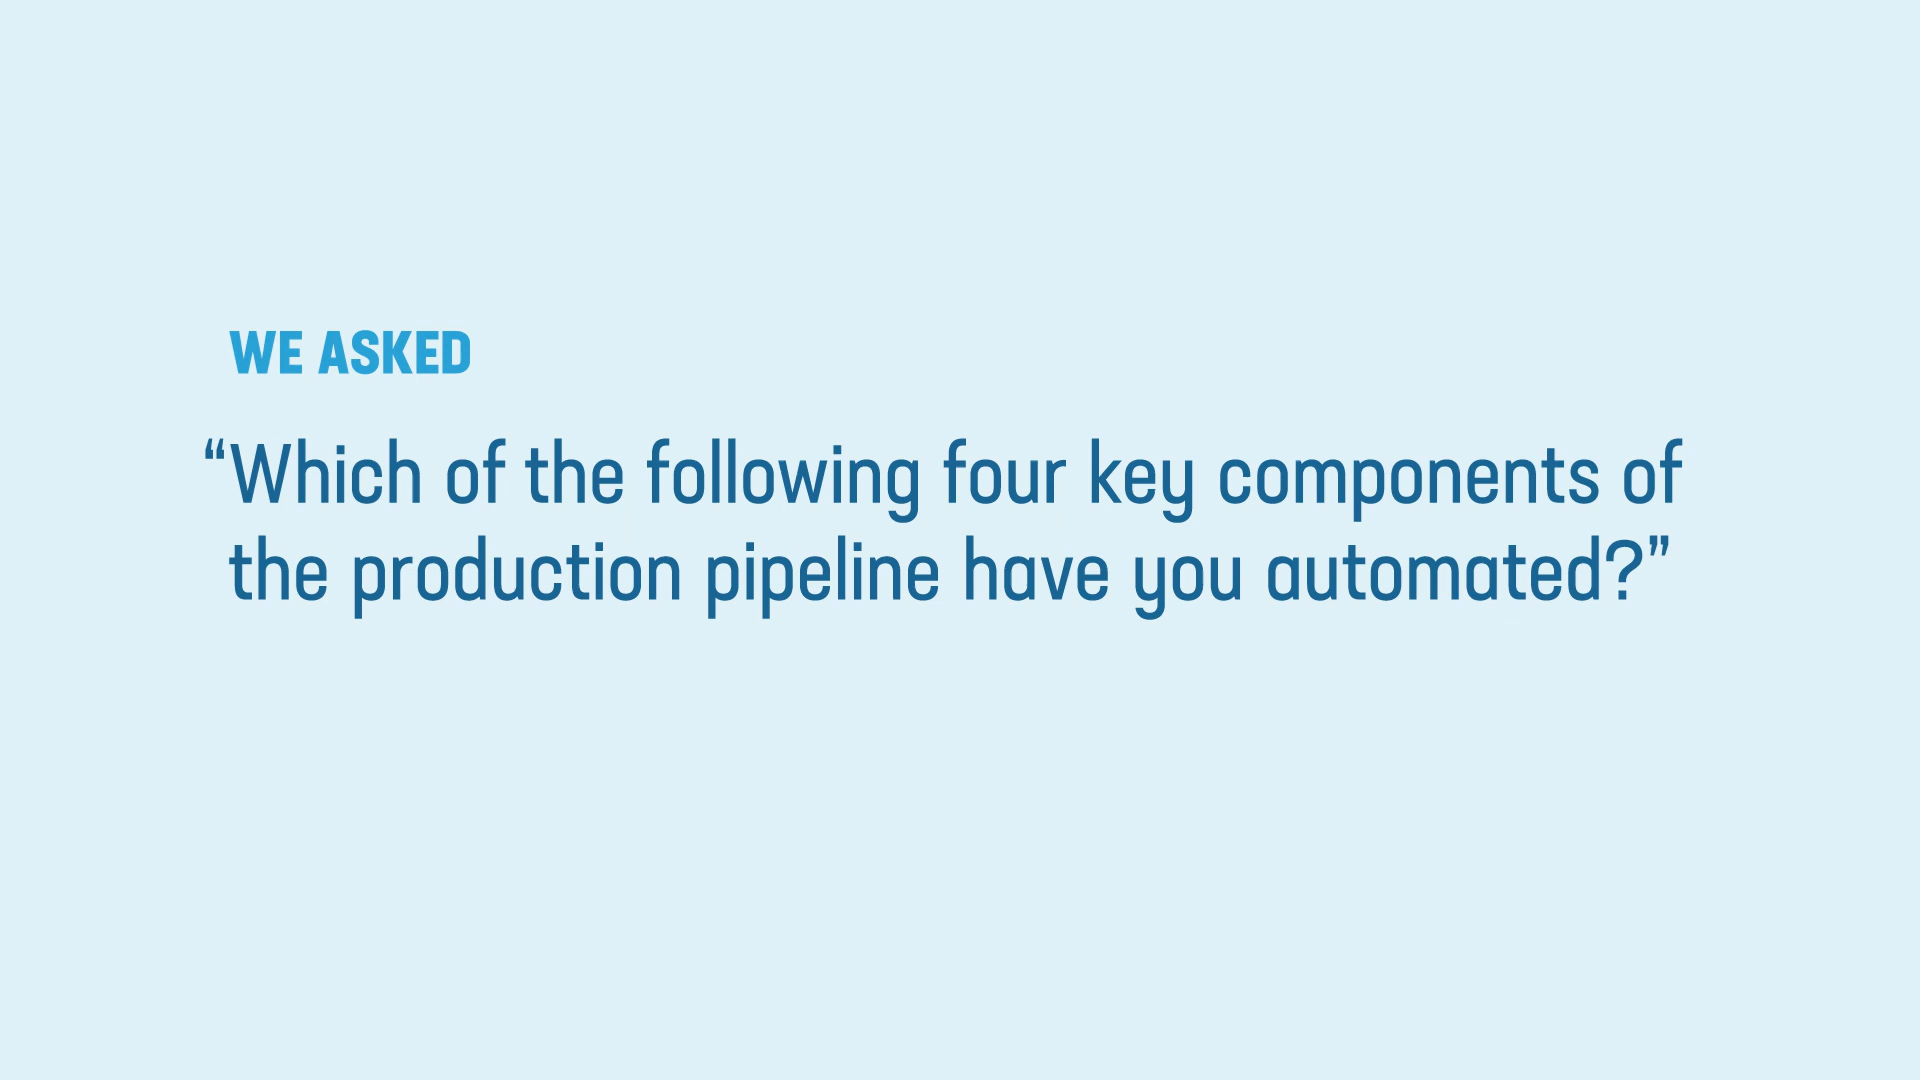 WE ASKED
“Which of the following four key components of
the production pipeline have you automated?”